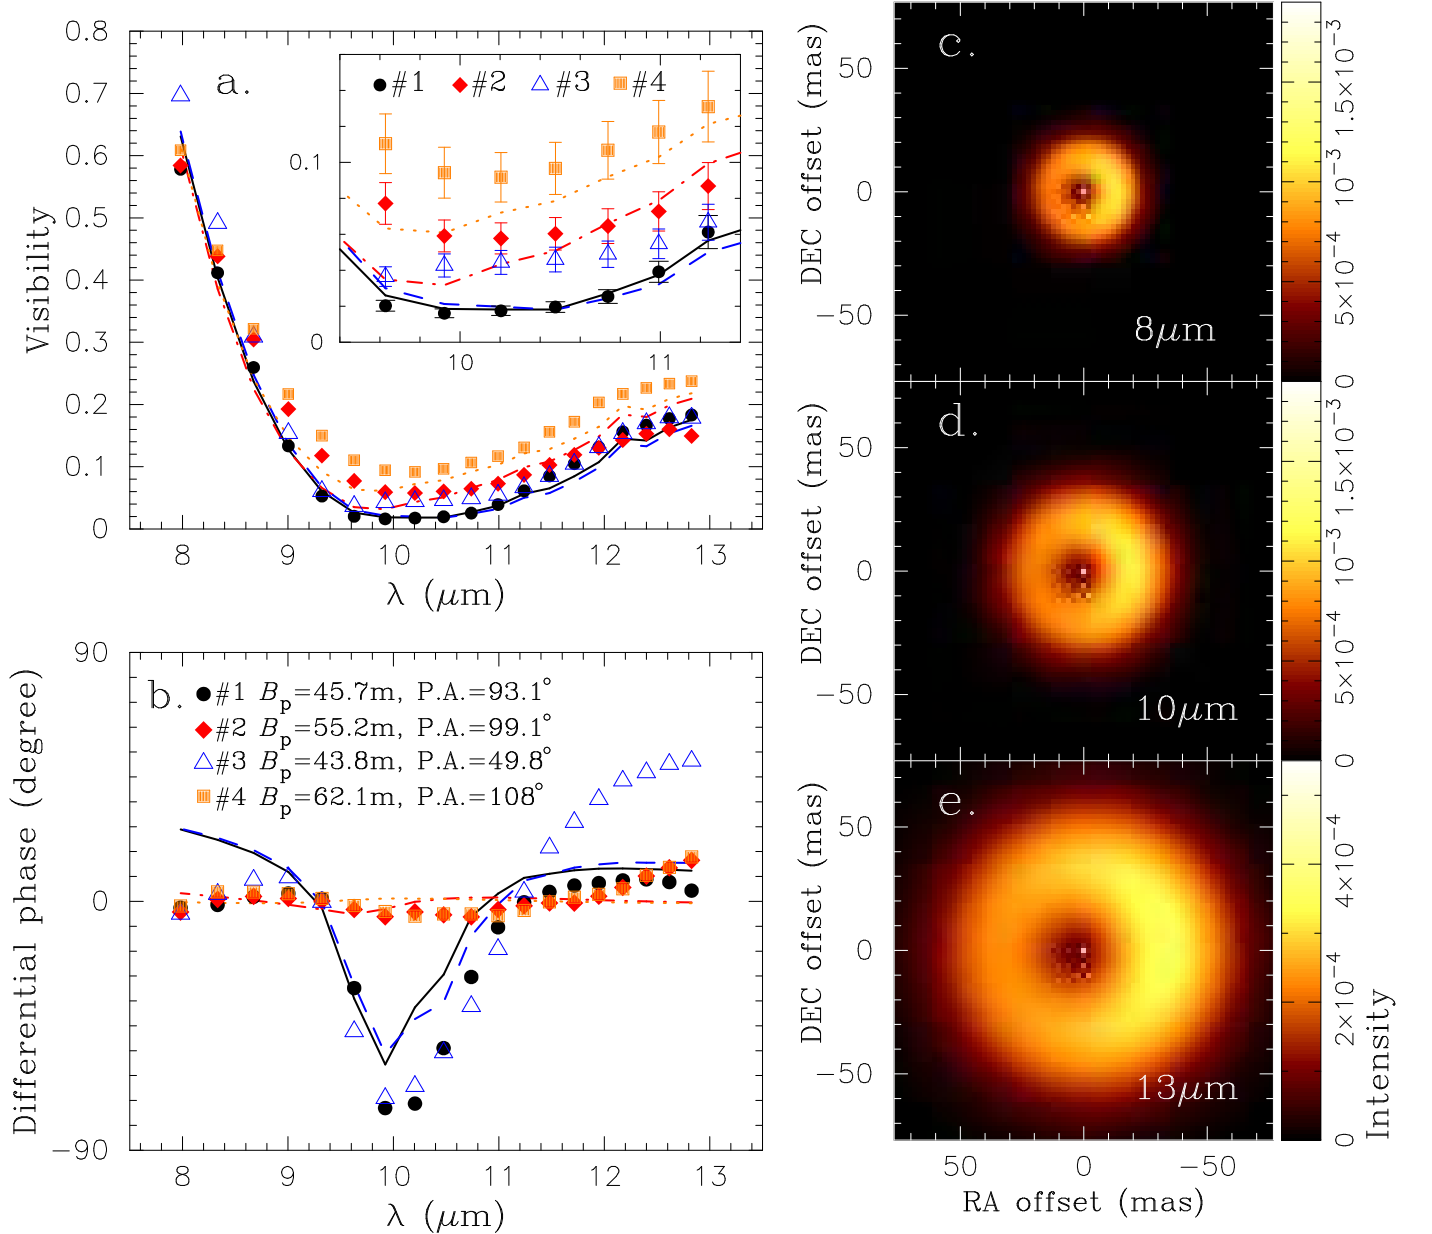 a.
#1 #2 #3 #4
0.1
0
10 11
0.8
0.7
0.6
0.5
0.4
0.3
0.2
0.1
0
Visibility
8 9 10 11 12 13
λ (μm)
b.
#1 Bp=45.7m, P.A.=93.1°
#2 Bp=55.2m, P.A.=99.1°
#3 Bp=43.8m, P.A.=49.8°
#4 Bp=62.1m, P.A.=108°
90
0
−90
Differential phase (degree)
8 9 10 11 12 13
λ (μm)
c.
8μm
50
0
−50
DEC offset (mas)
0 5×10−4 10−3 1.5×10−3
d.
10μm
50
0
−50
DEC offset (mas)
0 5×10−4 10−3 1.5×10−3
e.
13μm
50
0
−50
DEC offset (mas)
0 2×10−4 4×10−4
Intensity
50 0 −50
RA offset (mas)